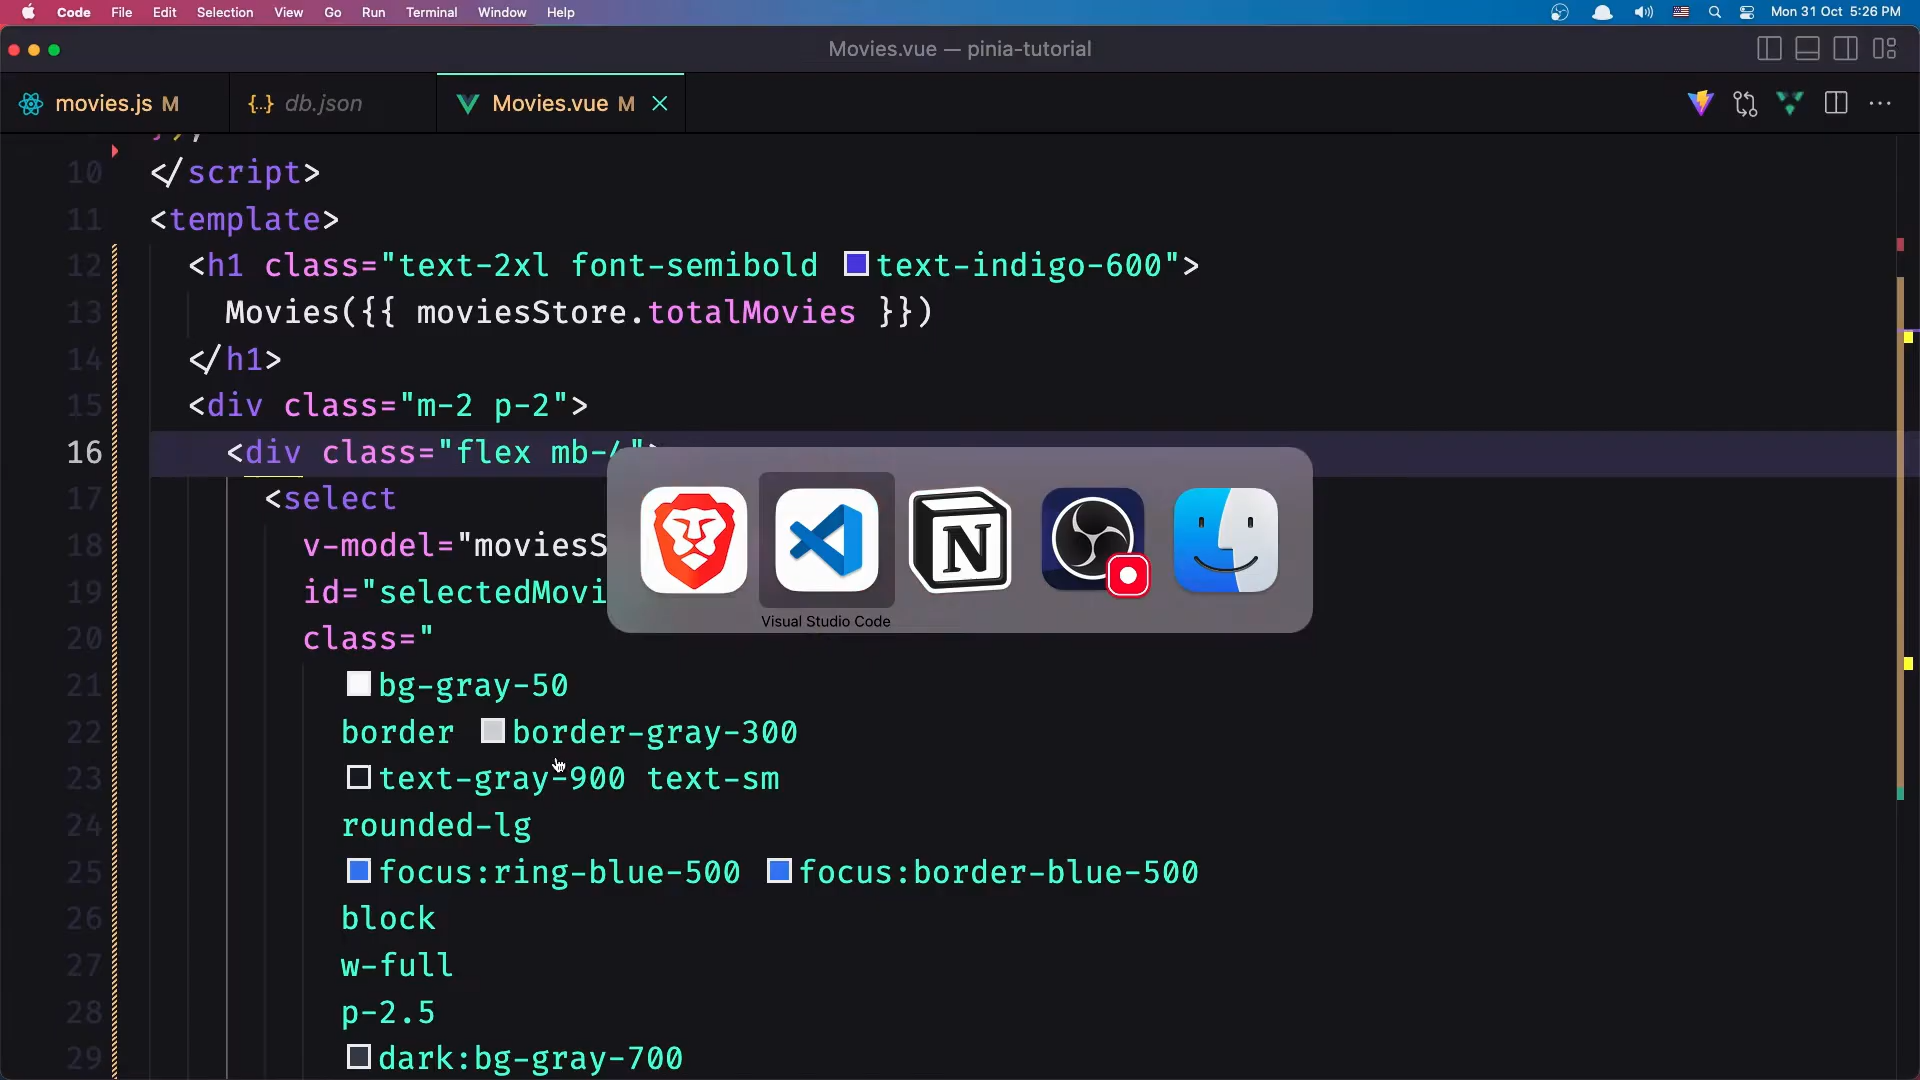 Code File Edit Selection View Go Run Terminal Window Help Mon 31 Oct 5:26 PM
Movies.vue — pinia-tutorial
movies.js M {..} db.json Movies.vue M
10 </script>
11 <template>
12 <h1 class="text-2xl font-semibold text-indigo-600">
13 Movies({{ moviesStore.totalMovies }})
14 </h1>
15 <div class="m-2 p-2">
16 <div class="flex mb-4">
17 <select
18 v-model="moviesS
19 id="selectedMovi
20 class="
Visual Studio Code
21 bg-gray-50
22 border border-gray-300
23 text-gray-900 text-sm
24 rounded-lg
25 focus:ring-blue-500 focus:border-blue-500
26 block
27 w-full
28 p-2.5
29 dark:bg-gray-700